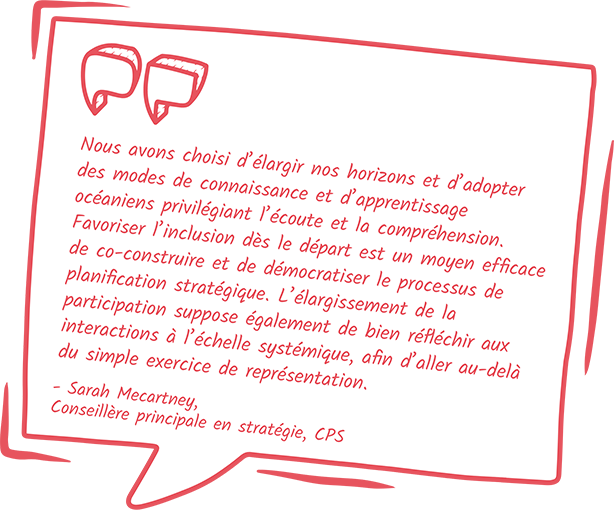 Nous avons choisi d'élargir nos horizons et d'adopter
des modes de connaissance et d'apprentissage
océaniens privilégiant l'écoute et la compréhension.
Favoriser l'inclusion dès le départ est un moyen efficace
de co-construire et de démocratiser le processus de
planification stratégique. L'élargissement de la
participation suppose également de bien réfléchir aux
interactions à l'échelle systémique, afin d'aller au-delà
du simple exercice de représentation.
- Sarah Mecartney,
Conseillère principale en stratégie, CPS